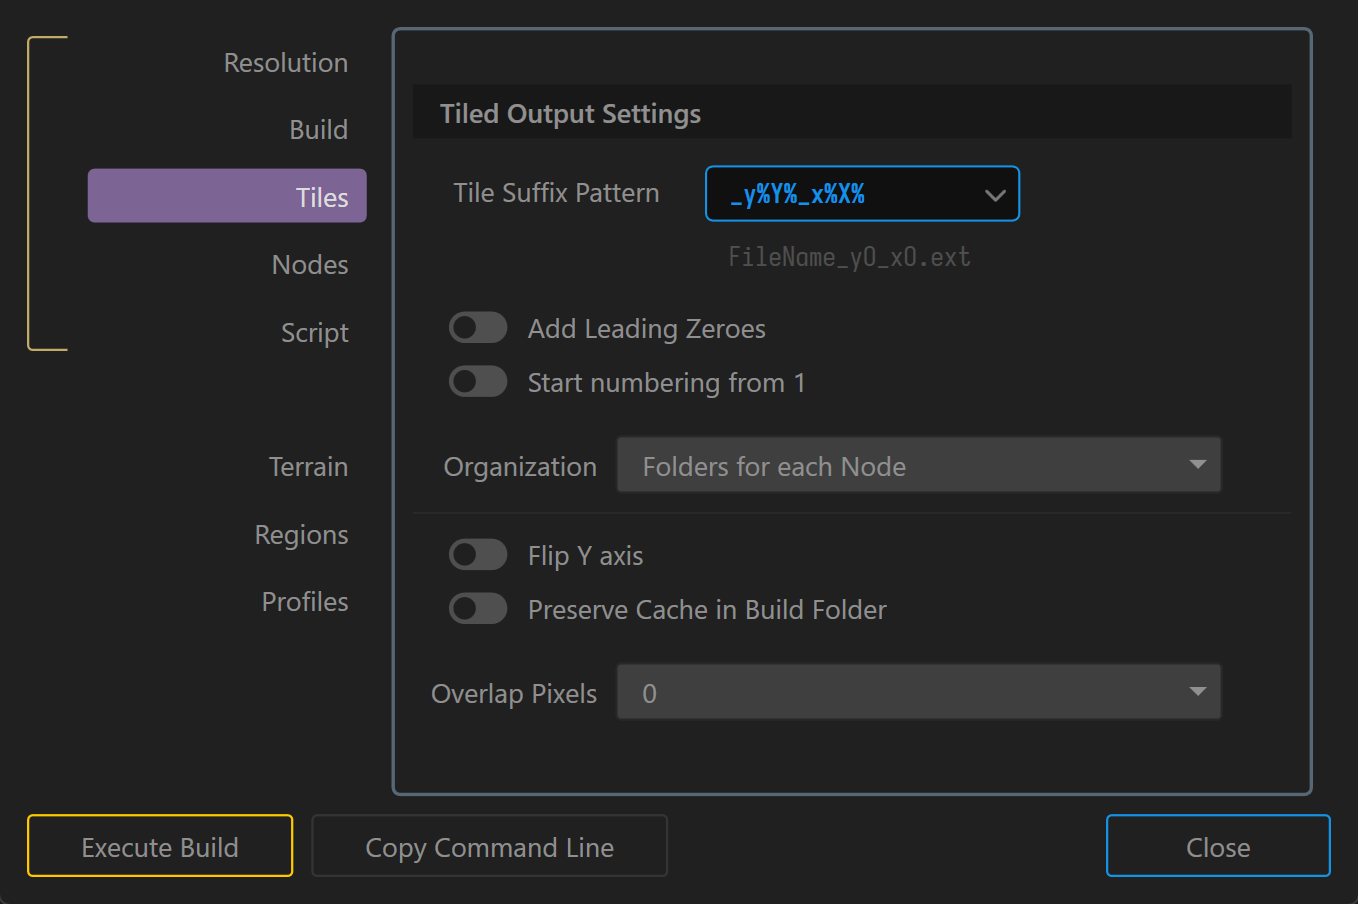 Resolution
Build
Tiles
Nodes
Script
Terrain
Regions
Profiles
Tiled Output Settings
Tile Suffix Pattern
_y%Y%_x%X%
FileName_y0_x0.ext
Add Leading Zeroes
Start numbering from 1
Organization
Folders for each Node
Flip Y axis
Preserve Cache in Build Folder
Overlap Pixels
0
Execute Build
Copy Command Line
Close